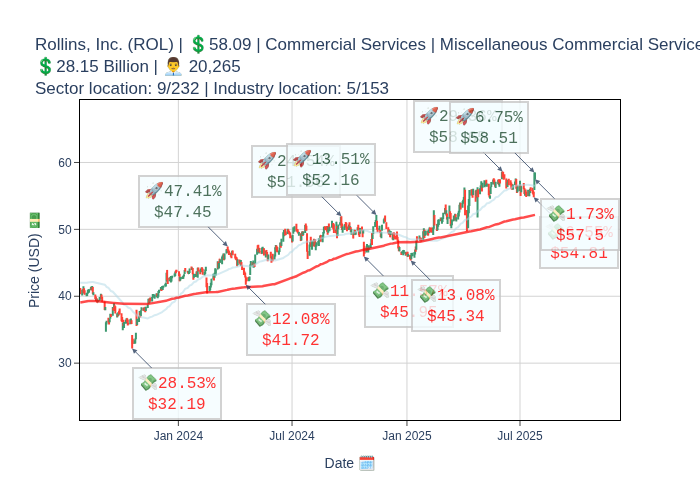 Rollins, Inc. (ROL) | 💲58.09 | Commercial Services | Miscellaneous Commercial Service
💲28.15 Billion | 👨‍💼 20,265
Sector location: 9/232 | Industry location: 5/153
🚀 6.75%
$58.51
🚀 13.51%
$52.16
🚀 47.41%
$47.45
💸 1.73%
$57.5
$54.81
💸 13.08%
$45.34
💸 12.08%
$41.72
💸 28.53%
$32.19
60
50
40
30
Price (USD) 💵
Jan 2024
Jul 2024
Jan 2025
Jul 2025
Date 🗓️